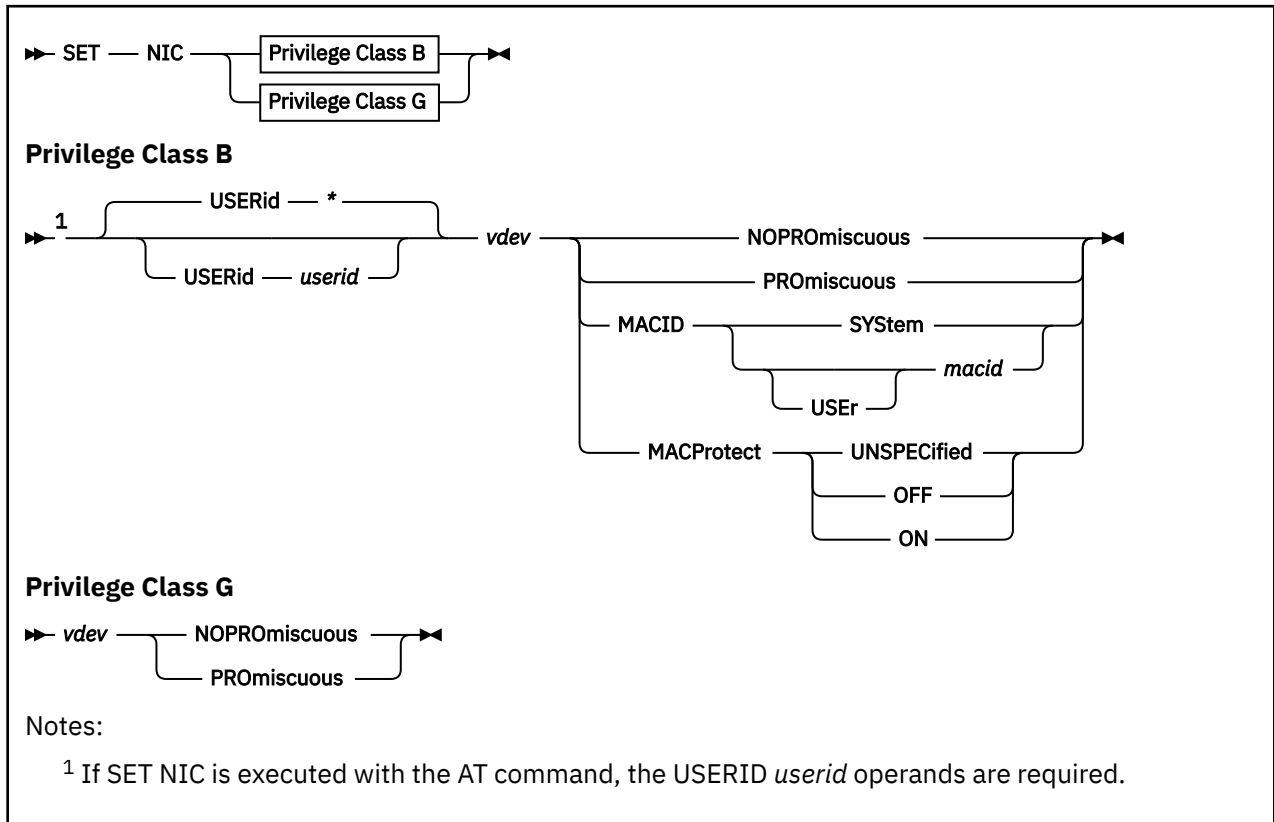 SET NIC Privilege Class B
Privilege Class G
Privilege Class B
USERid *
1
USERid userid
vdev
NOPROmiscuous
PROmiscuous
MACID SYStem
USEr macid
MACProtect UNSPECified
OFF
ON
Privilege Class G
vdev NOPROmiscuous
PROmiscuous
Notes:
1 If SET NIC is executed with the AT command, the USERID userid operands are required.